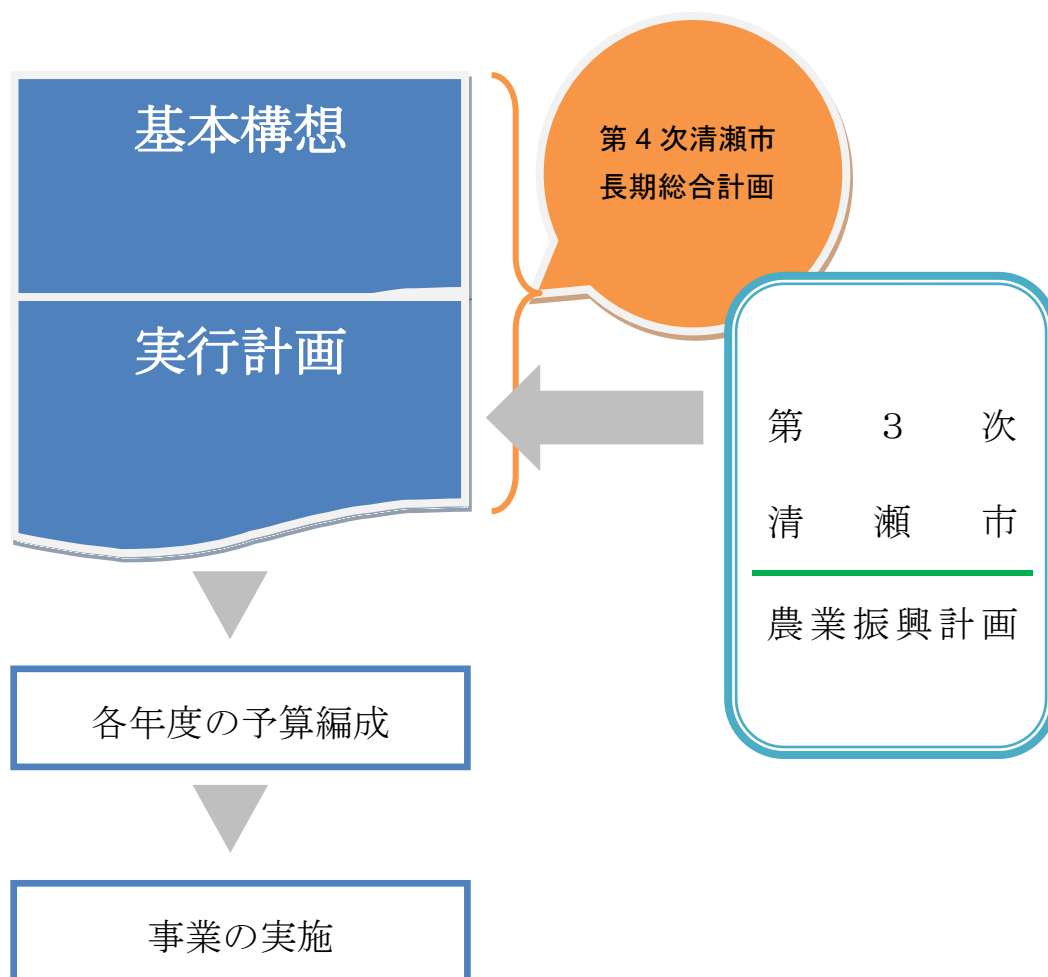 基本構想
第4次清瀬市
長期総合計画
実行計画
第3次
清瀬市
農業振興計画
各年度の予算編成
事業の実施